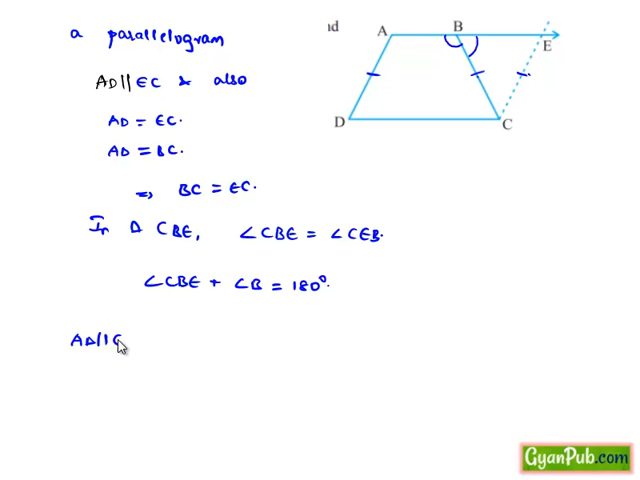 a parallelogram
AD || EC & also
AD = EC.
AD = BC.
=> BC = EC.
In Δ CBE, ∠CBE = ∠CEB.
∠CBE + ∠B = 180°.
AD||C
nd
A
B
E
D
C
GyanPub.com